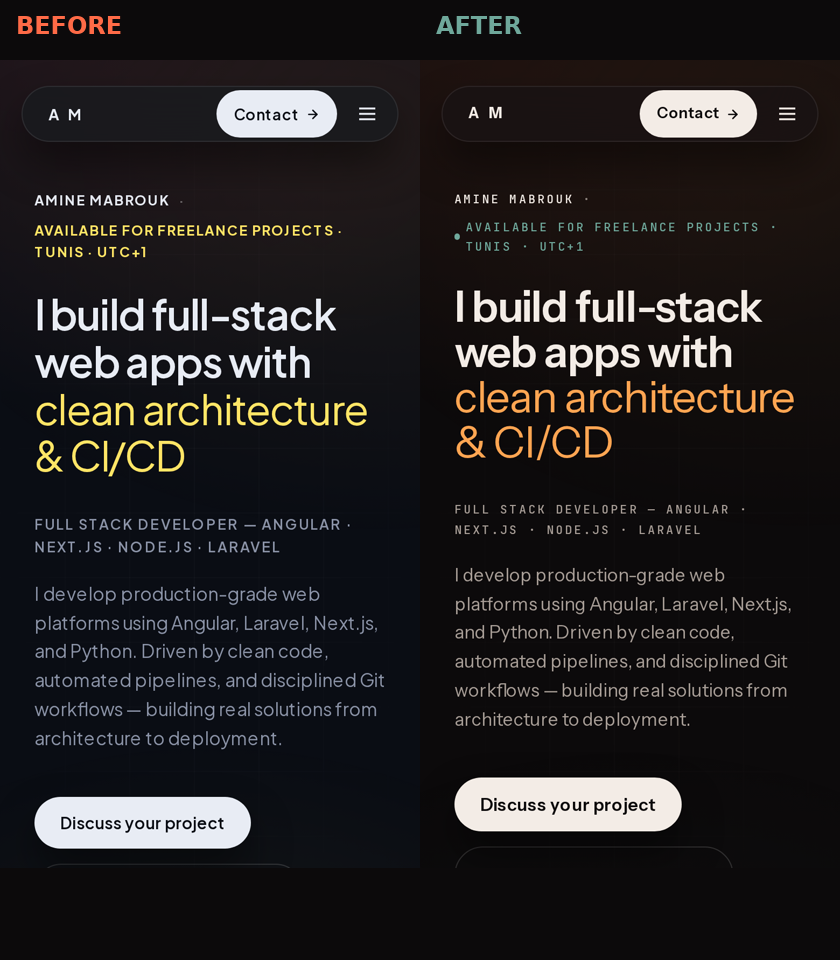 BEFORE
A M
Contact →
AMINE MABROUK ·
AVAILABLE FOR FREELANCE PROJECTS ·
TUNIS · UTC+1
I build full-stack
web apps with
clean architecture
& CI/CD
FULL STACK DEVELOPER — ANGULAR ·
NEXT.JS · NODE.JS · LARAVEL
I develop production-grade web
platforms using Angular, Laravel, Next.js,
and Python. Driven by clean code,
automated pipelines, and disciplined Git
workflows — building real solutions from
architecture to deployment.
Discuss your project
AFTER
A M
Contact →
AMINE MABROUK ·
AVAILABLE FOR FREELANCE PROJECTS ·
TUNIS · UTC+1
I build full-stack
web apps with
clean architecture
& CI/CD
FULL STACK DEVELOPER — ANGULAR ·
NEXT.JS · NODE.JS · LARAVEL
I develop production-grade web
platforms using Angular, Laravel, Next.js,
and Python. Driven by clean code,
automated pipelines, and disciplined Git
workflows — building real solutions from
architecture to deployment.
Discuss your project